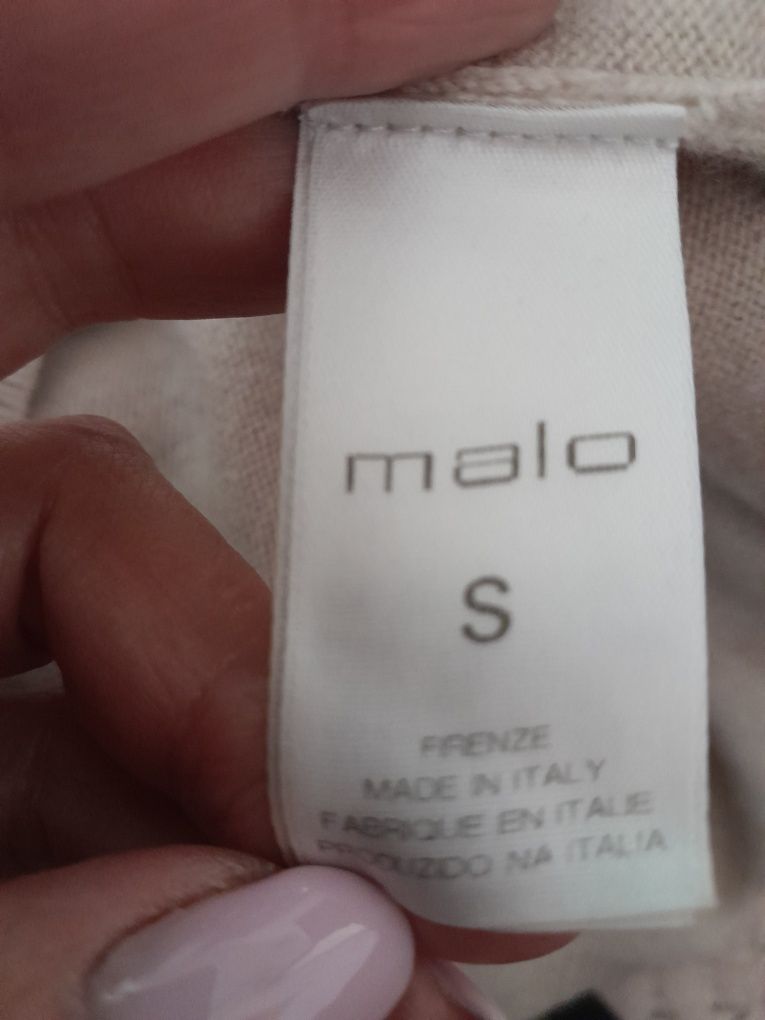 malo
S
FIRENZE
MADE IN ITALY
FABRIQUE EN ITALIE
PRODUZIDO NA ITALIA